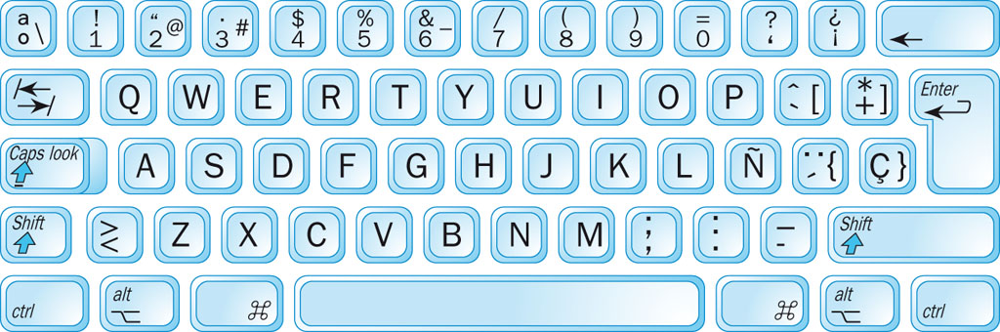 a o \ ! 1 “ 2 @ · 3 # $ 4 % 5 & 6 ¬ / 7 ( 8 ) 9 = 0 ? ‘ ¿ ¡ ←
Q W E R T Y U I O P ^ ` [ * + ] Enter
Caps look A S D F G H J K L Ñ ¨ ´ { Ç }
Shift > < Z X C V B N M ; , : . _ - Shift
ctrl alt ⌥ ⌘ ⌘ alt ⌥ ctrl